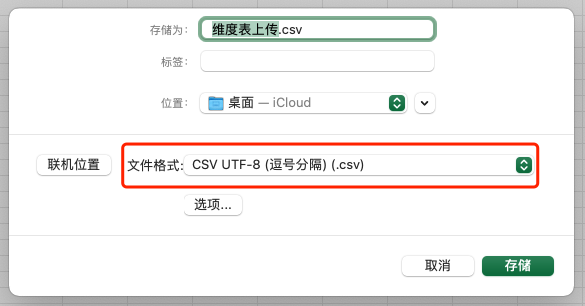 存储为: 维度表上传.csv
标签:
位置: 桌面 — iCloud
联机位置 文件格式: CSV UTF-8 (逗号分隔) (.csv)
选项...
取消 存储